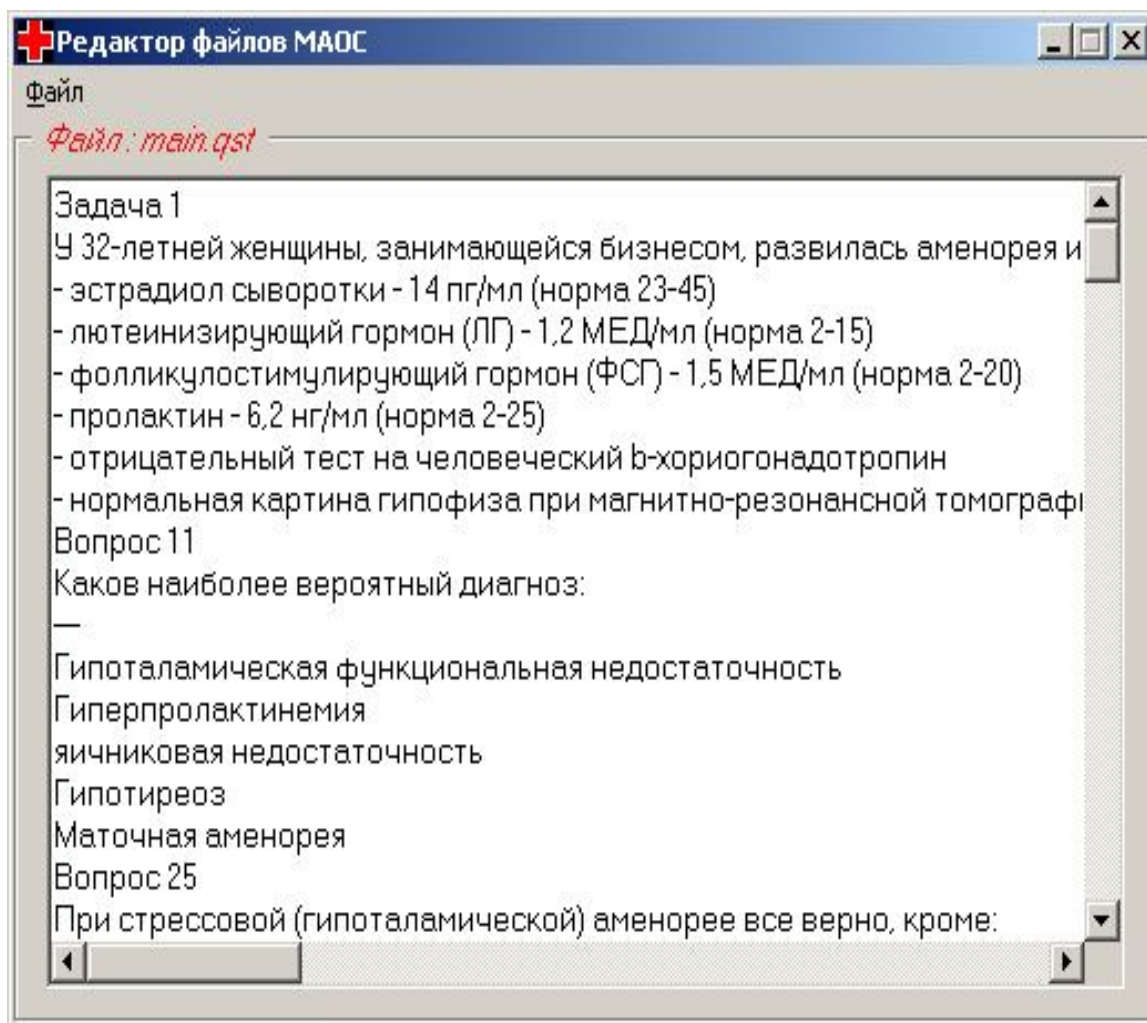 Редактор файлов МАОС
Файл
Файл: main.qst
Задача 1
У 32-летней женщины, занимающейся бизнесом, развилась аменорея и
- эстрадиол сыворотки - 14 пг/мл (норма 23-45)
- лютеинизирующий гормон (ЛГ) - 1,2 МЕД/мл (норма 2-15)
- фолликулостимулирующий гормон (ФСГ) - 1,5 МЕД/мл (норма 2-20)
- пролактин - 6,2 нг/мл (норма 2-25)
- отрицательный тест на человеческий b-хориогонадотропин
- нормальная картина гипофиза при магнитно-резонансной томографи
Вопрос 11
Каков наиболее вероятный диагноз:
—
Гипоталамическая функциональная недостаточность
Гиперпролактинемия
яичниковая недостаточность
Гипотиреоз
Маточная аменорея
Вопрос 25
При стрессовой (гипоталамической) аменорее все верно, кроме: